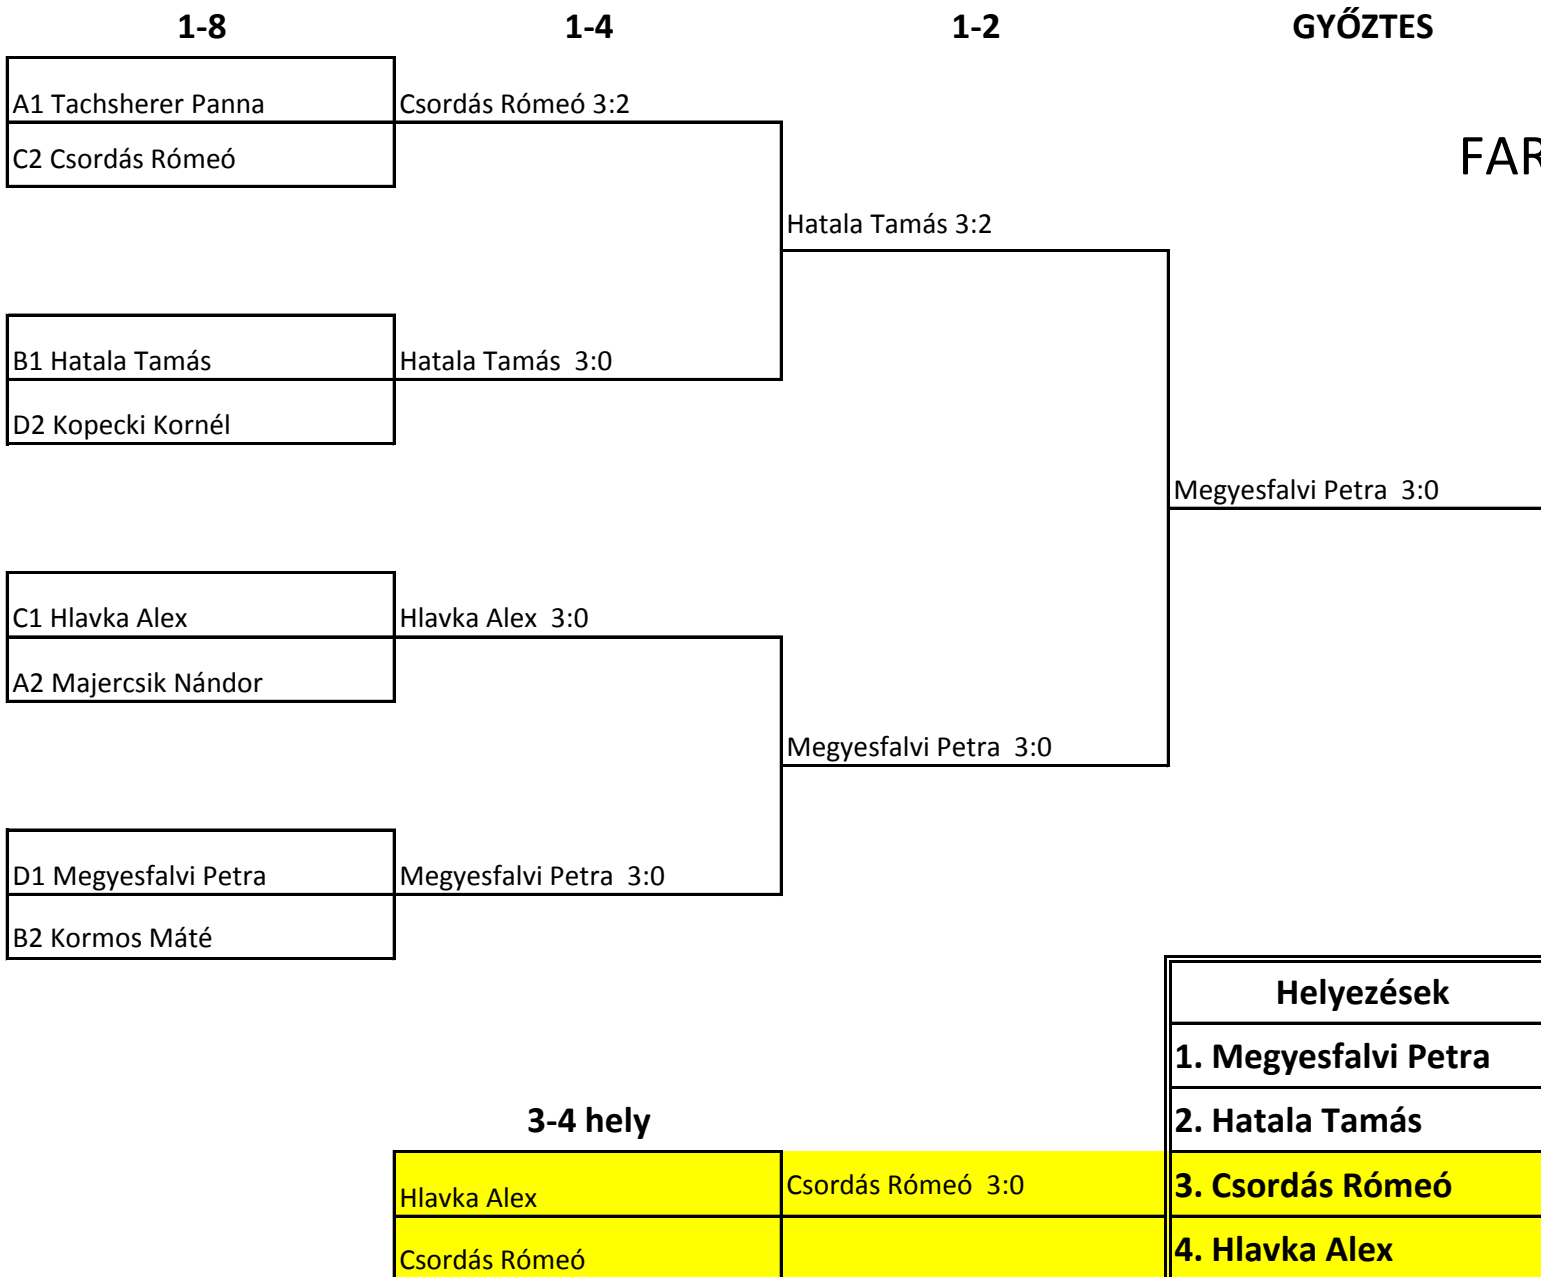 1-8 1-4 1-2 GYŐZTES
A1 Tachsherer Panna Csordás Rómeó 3:2
C2 Csordás Rómeó
FAR
Hatala Tamás 3:2
B1 Hatala Tamás Hatala Tamás  3:0
D2 Kopecki Kornél
Megyesfalvi Petra  3:0
C1 Hlavka Alex Hlavka Alex  3:0
A2 Majercsik Nándor
Megyesfalvi Petra  3:0
D1 Megyesfalvi Petra Megyesfalvi Petra  3:0
B2 Kormos Máté
Helyezések
1. Megyesfalvi Petra
3-4 hely 2. Hatala Tamás
Hlavka Alex Csordás Rómeó  3:0 3. Csordás Rómeó
Csordás Rómeó 4. Hlavka Alex